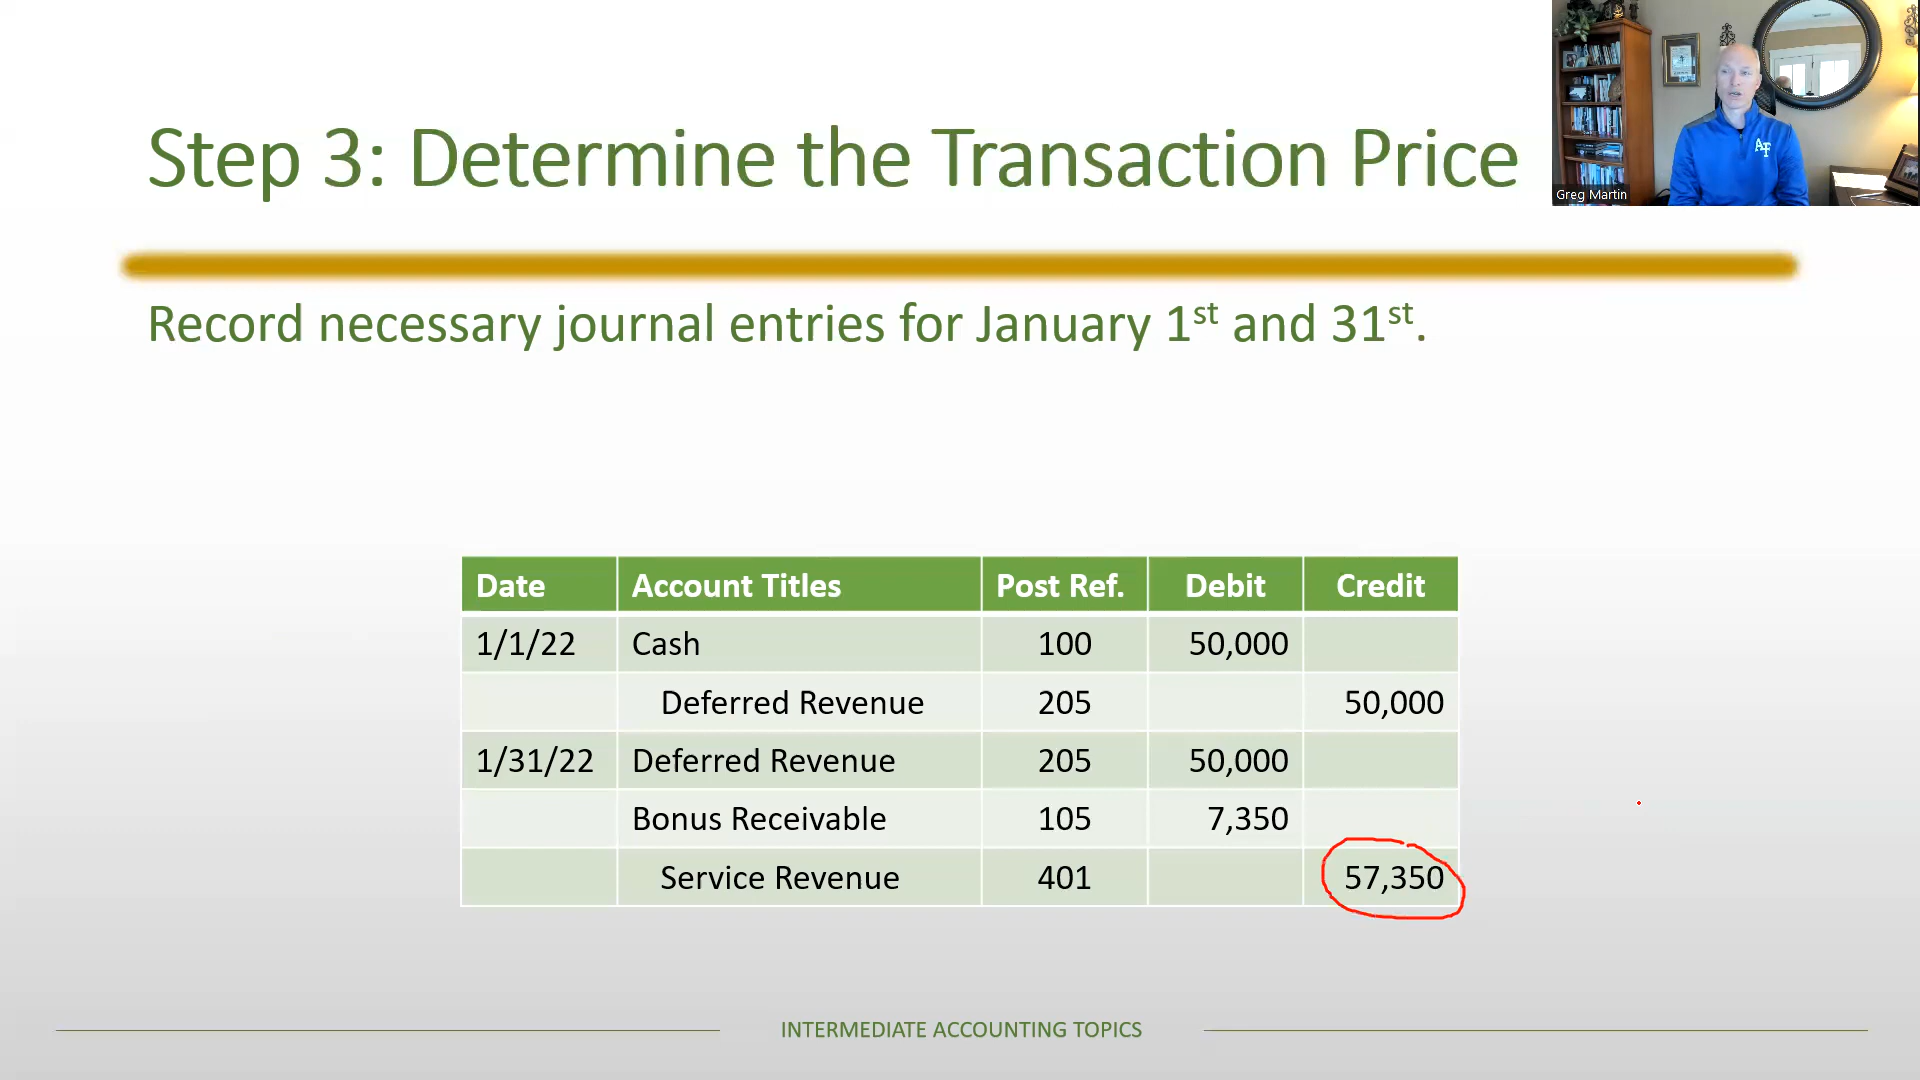 Step 3: Determine the Transaction Price
AF
Greg Martin
Record necessary journal entries for January 1st and 31st.
Date Account Titles Post Ref. Debit Credit
1/1/22 Cash 100 50,000
Deferred Revenue 205 50,000
1/31/22 Deferred Revenue 205 50,000
Bonus Receivable 105 7,350
Service Revenue 401 57,350
INTERMEDIATE ACCOUNTING TOPICS